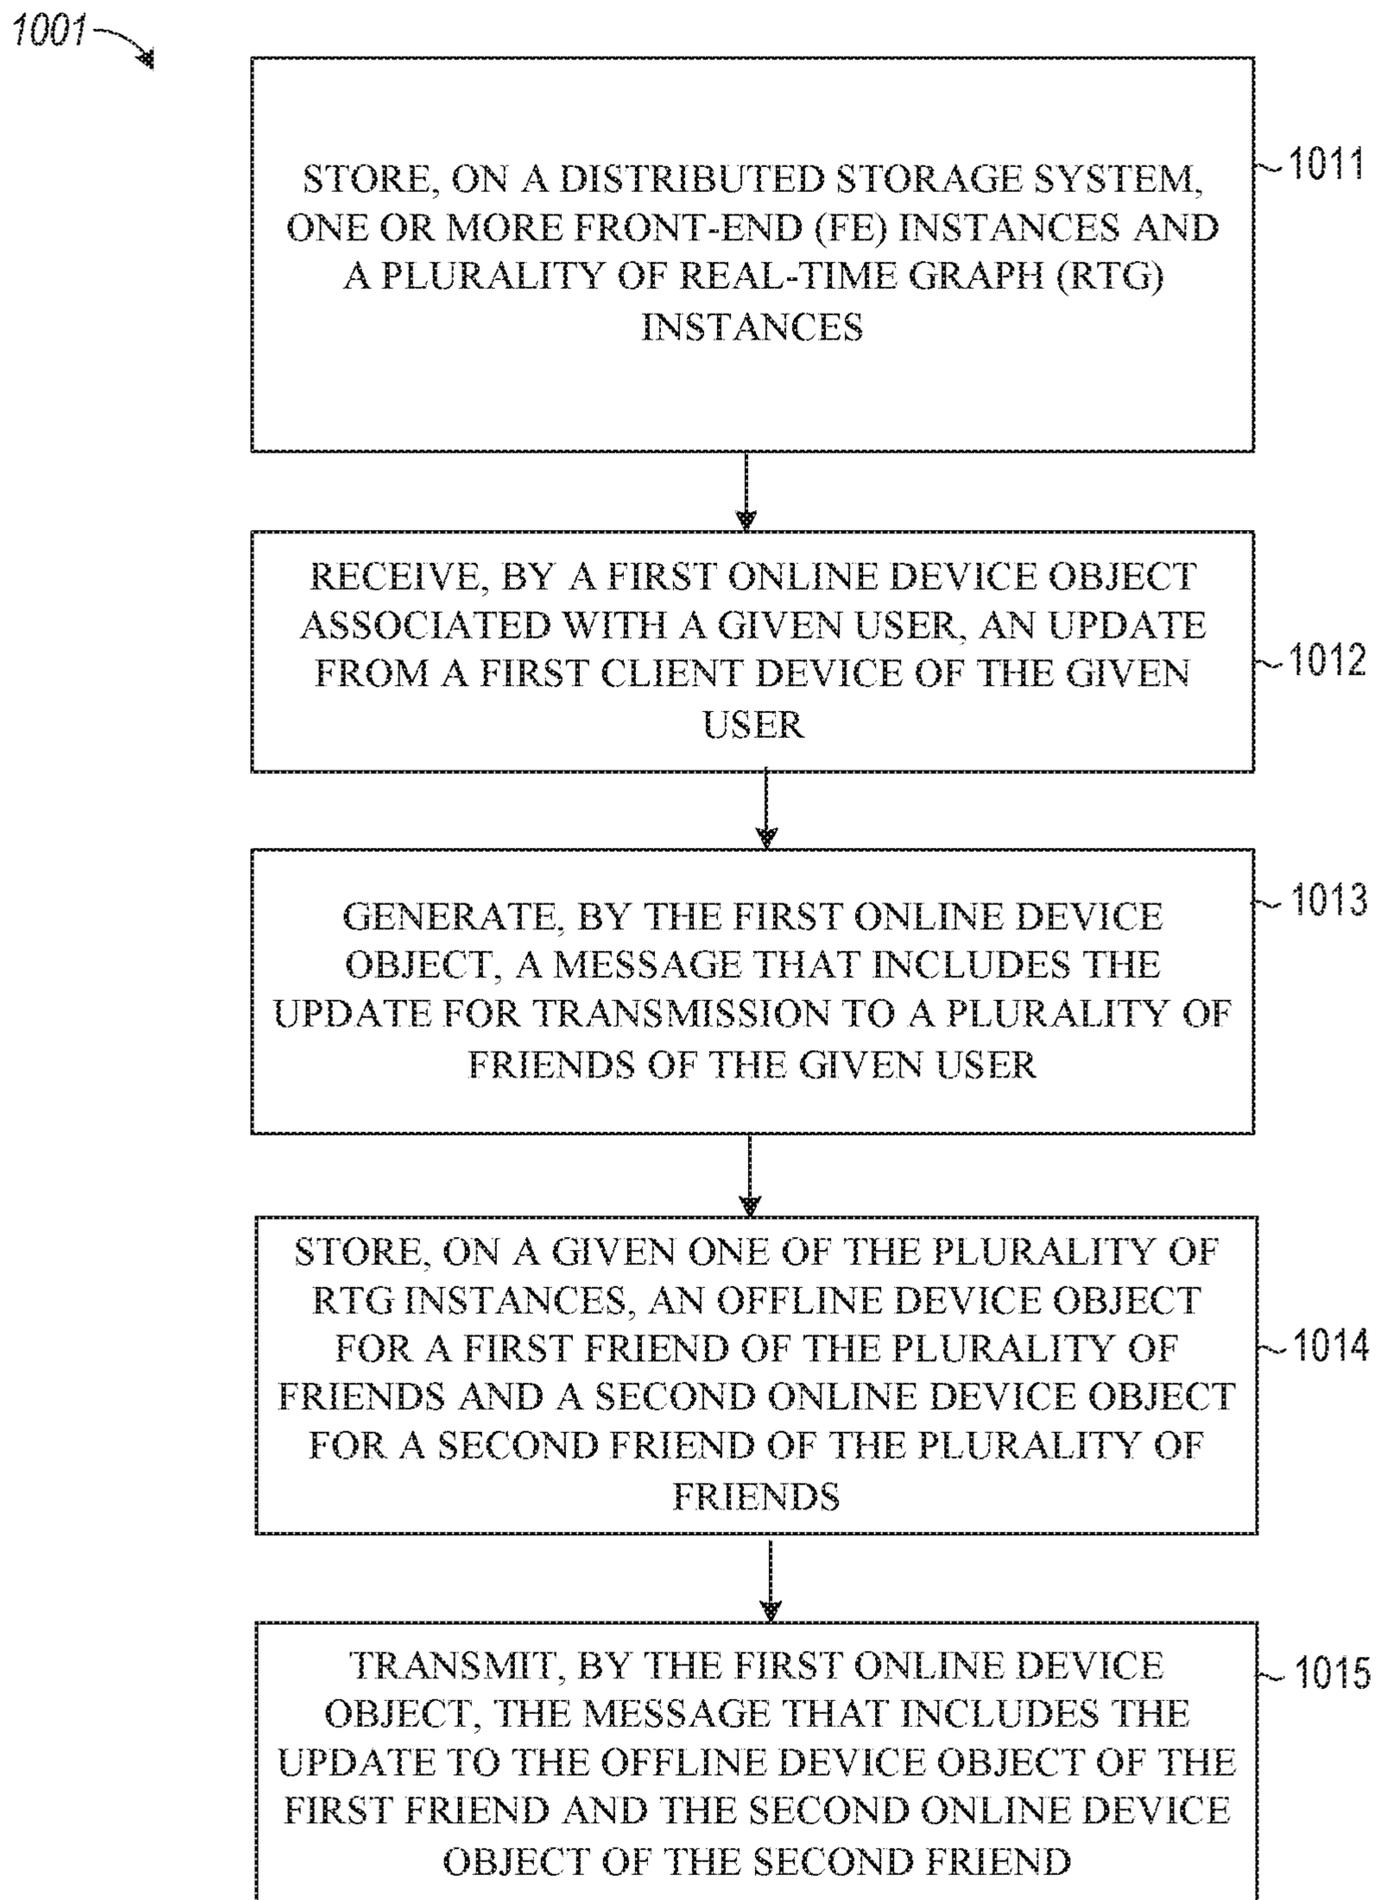 1001
STORE, ON A DISTRIBUTED STORAGE SYSTEM,
ONE OR MORE FRONT-END (FE) INSTANCES AND
A PLURALITY OF REAL-TIME GRAPH (RTG)
INSTANCES
1011
RECEIVE, BY A FIRST ONLINE DEVICE OBJECT
ASSOCIATED WITH A GIVEN USER, AN UPDATE
FROM A FIRST CLIENT DEVICE OF THE GIVEN
USER
1012
GENERATE, BY THE FIRST ONLINE DEVICE
OBJECT, A MESSAGE THAT INCLUDES THE
UPDATE FOR TRANSMISSION TO A PLURALITY OF
FRIENDS OF THE GIVEN USER
1013
STORE, ON A GIVEN ONE OF THE PLURALITY OF
RTG INSTANCES, AN OFFLINE DEVICE OBJECT
FOR A FIRST FRIEND OF THE PLURALITY OF
FRIENDS AND A SECOND ONLINE DEVICE OBJECT
FOR A SECOND FRIEND OF THE PLURALITY OF
FRIENDS
1014
TRANSMIT, BY THE FIRST ONLINE DEVICE
OBJECT, THE MESSAGE THAT INCLUDES THE
UPDATE TO THE OFFLINE DEVICE OBJECT OF THE
FIRST FRIEND AND THE SECOND ONLINE DEVICE
OBJECT OF THE SECOND FRIEND
1015